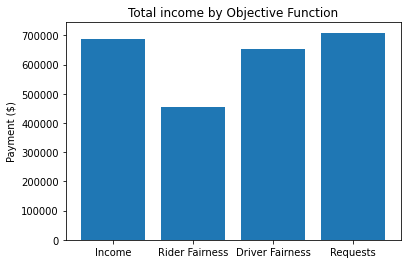 Total income by Objective Function
Payment ($)
700000
600000
500000
400000
300000
200000
100000
0
Income Rider Fairness Driver Fairness Requests